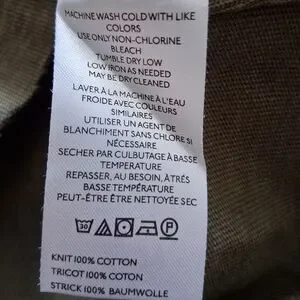 MACHINE WASH COLD WITH LIKE
COLORS
USE ONLY NON-CHLORINE
BLEACH
TUMBLE DRY LOW
LOW IRON AS NEEDED
MAY BE DRY CLEANED
LAVER À LA MACHINE À L'EAU
FROIDE AVEC COULEURS
SIMILAIRES
UTILISER UN AGENT DE
BLANCHIMENT SANS CHLORE SI
NÉCESSAIRE
SECHER PAR CULBUTAGE À BASSE
TEMPERATURE
REPASSER, AU BESOIN, À TRÈS
BASSE TEMPÉRATURE
PEUT-ÊTRE ÊTRE NETTOYÉE SEC
30
P
KNIT 100% COTTON
TRICOT 100% COTON
STRICK 100% BAUMWOLLE